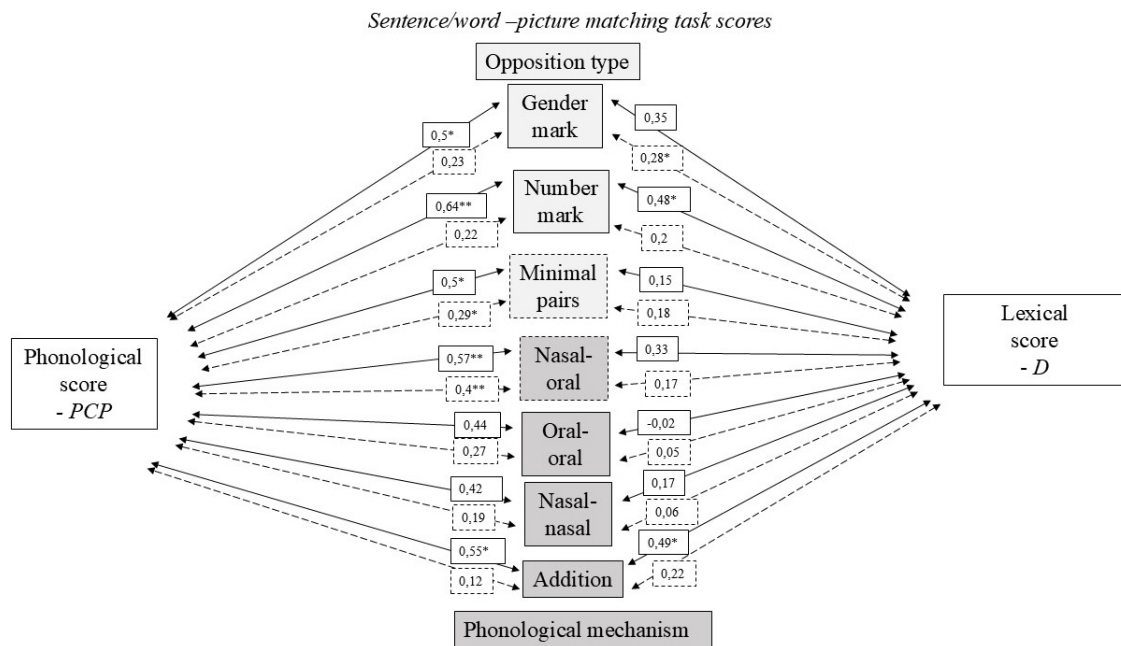 Sentence/word –picture matching task scores
Opposition type
Gender
mark
0,5*
0,35
0,23
0,28*
Number
mark
0,64**
0,48*
0,22
0,2
Minimal
pairs
0,5*
0,15
0,29*
0,18
Phonological
score
- PCP
Lexical
score
- D
Nasal-
oral
0,57**
0,33
0,4**
0,17
Oral-
oral
0,44
-0,02
0,27
0,05
Nasal-
nasal
0,42
0,17
0,19
0,06
Addition
0,55*
0,49*
0,12
0,22
Phonological mechanism